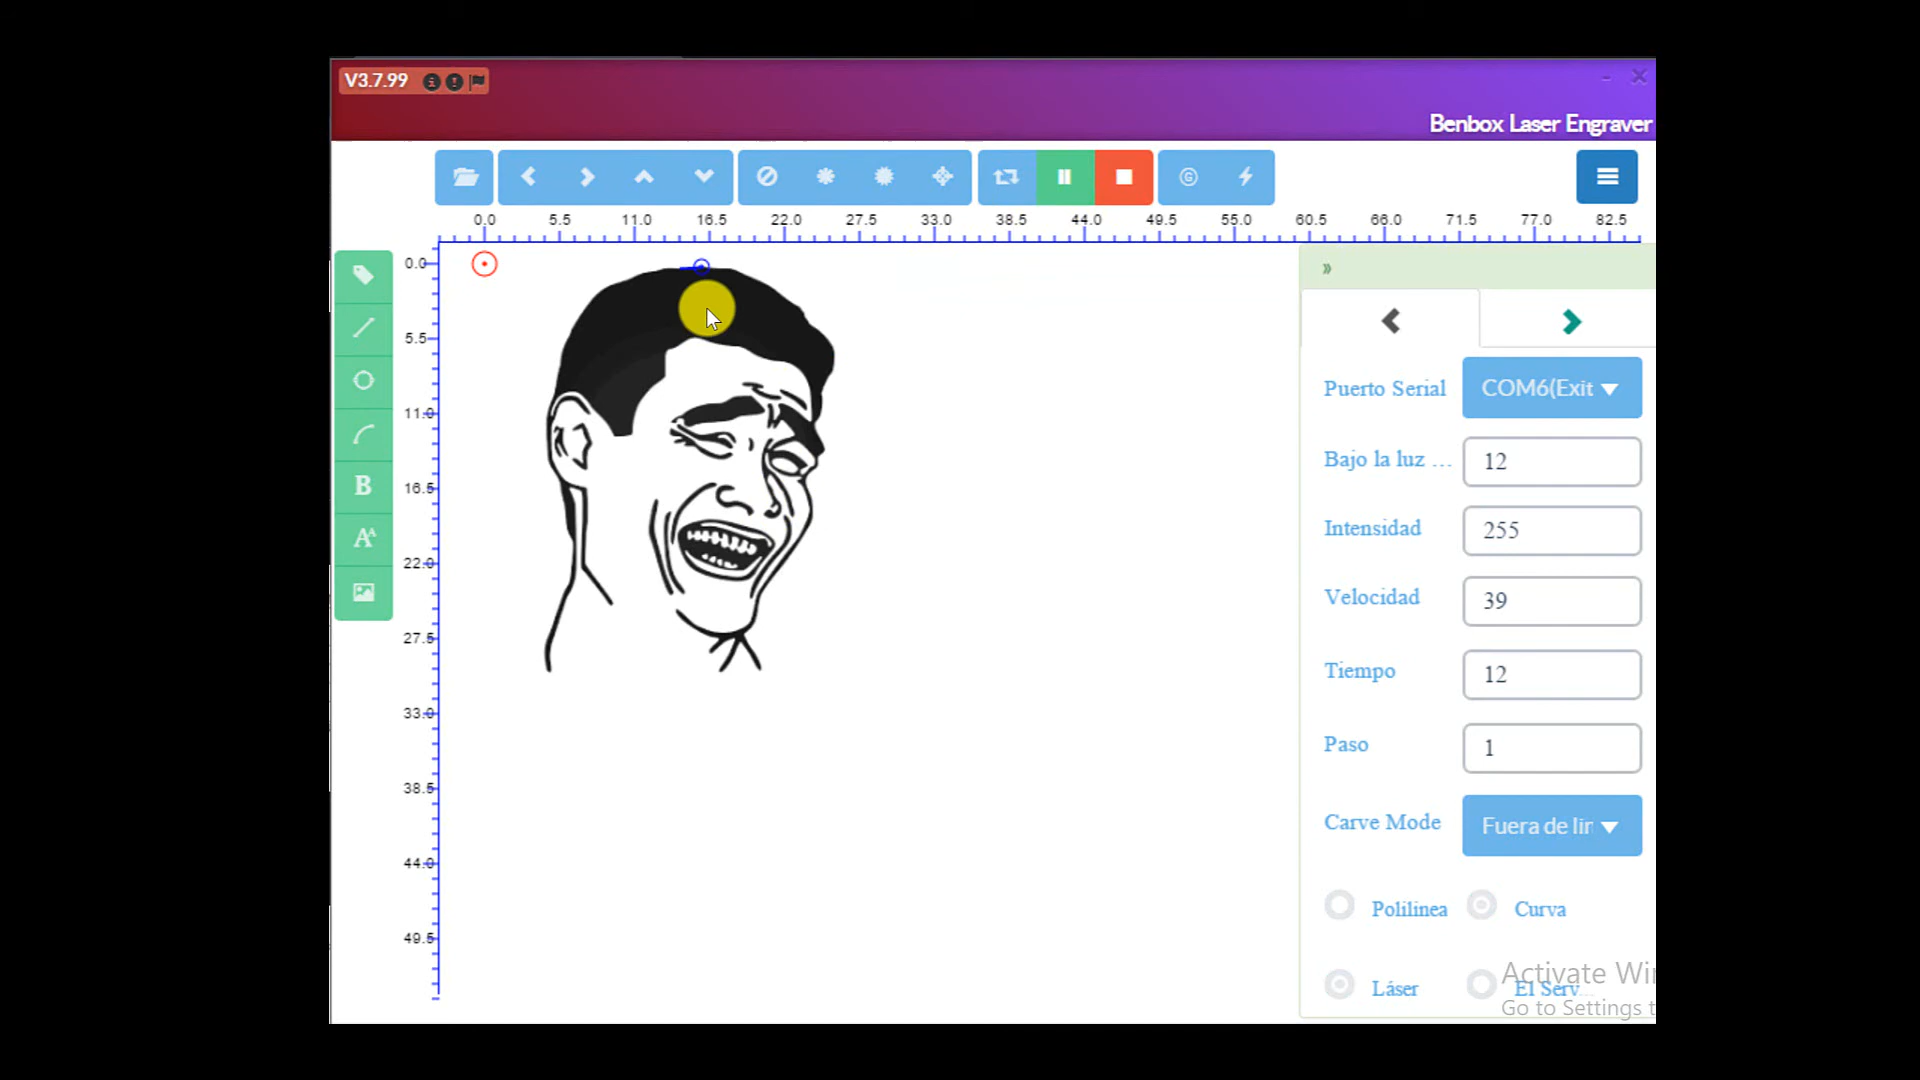 V3.7.99
Benbox Laser Engraver
0.0 5.5 11.0 16.5 22.0 27.5 33.0 38.5 44.0 49.5 55.0 60.5 66.0 71.5 77.0 82.5
0.0
5.5
11.0
16.5
22.0
27.5
33.0
38.5
44.0
49.5
B
AA
Puerto Serial COM6(Exit
Bajo la luz ... 12
Intensidad 255
Velocidad 39
Tiempo 12
Paso 1
Carve Mode Fuera de lin
Polilinea Curva
Láser El Serv...
Activate Wi
Go to Settings t